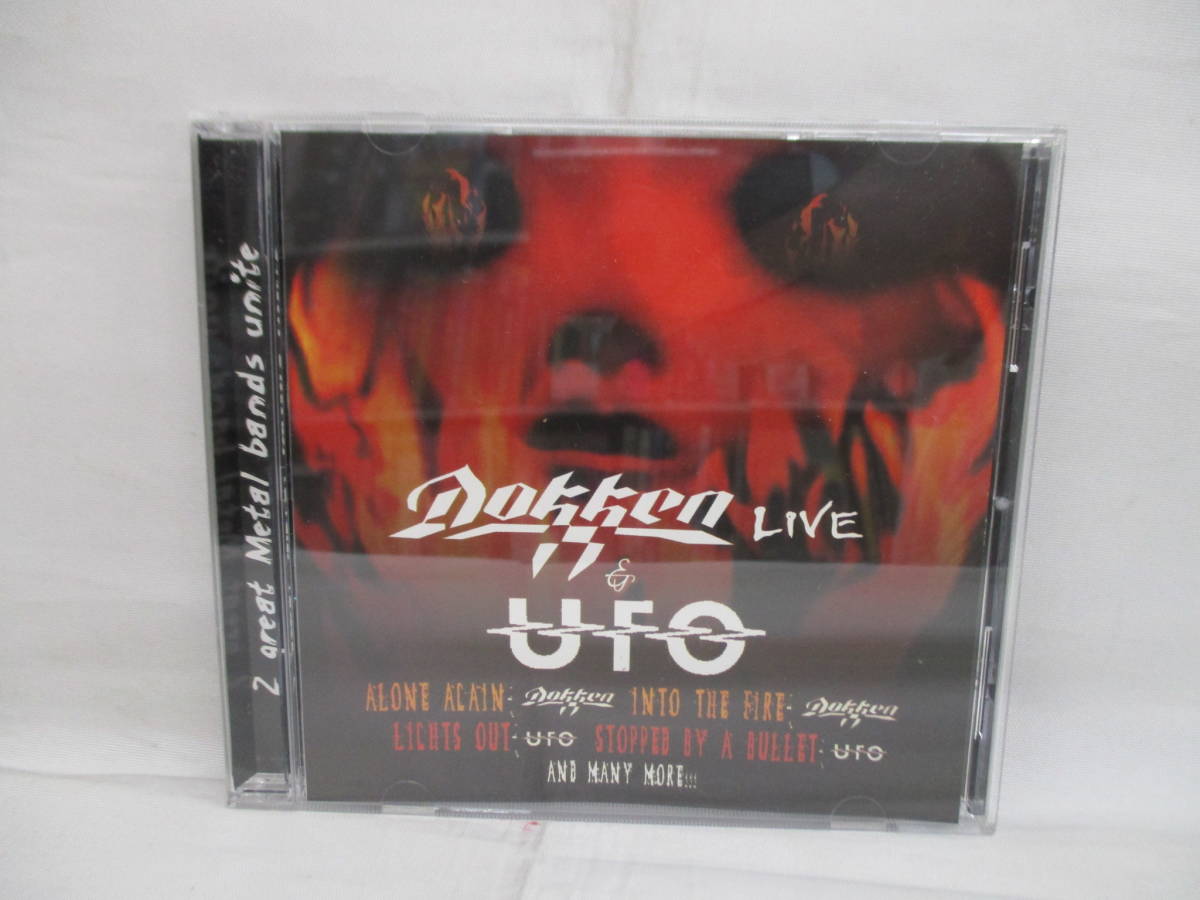 2 great Metal bands unite
Dokken LIVE
&
UFO
ALONE AGAIN- Dokken INTO THE FIRE- Dokken
LIGHTS OUT- UFO STOPPED BY A BULLET- UFO
AND MANY MORE!!!